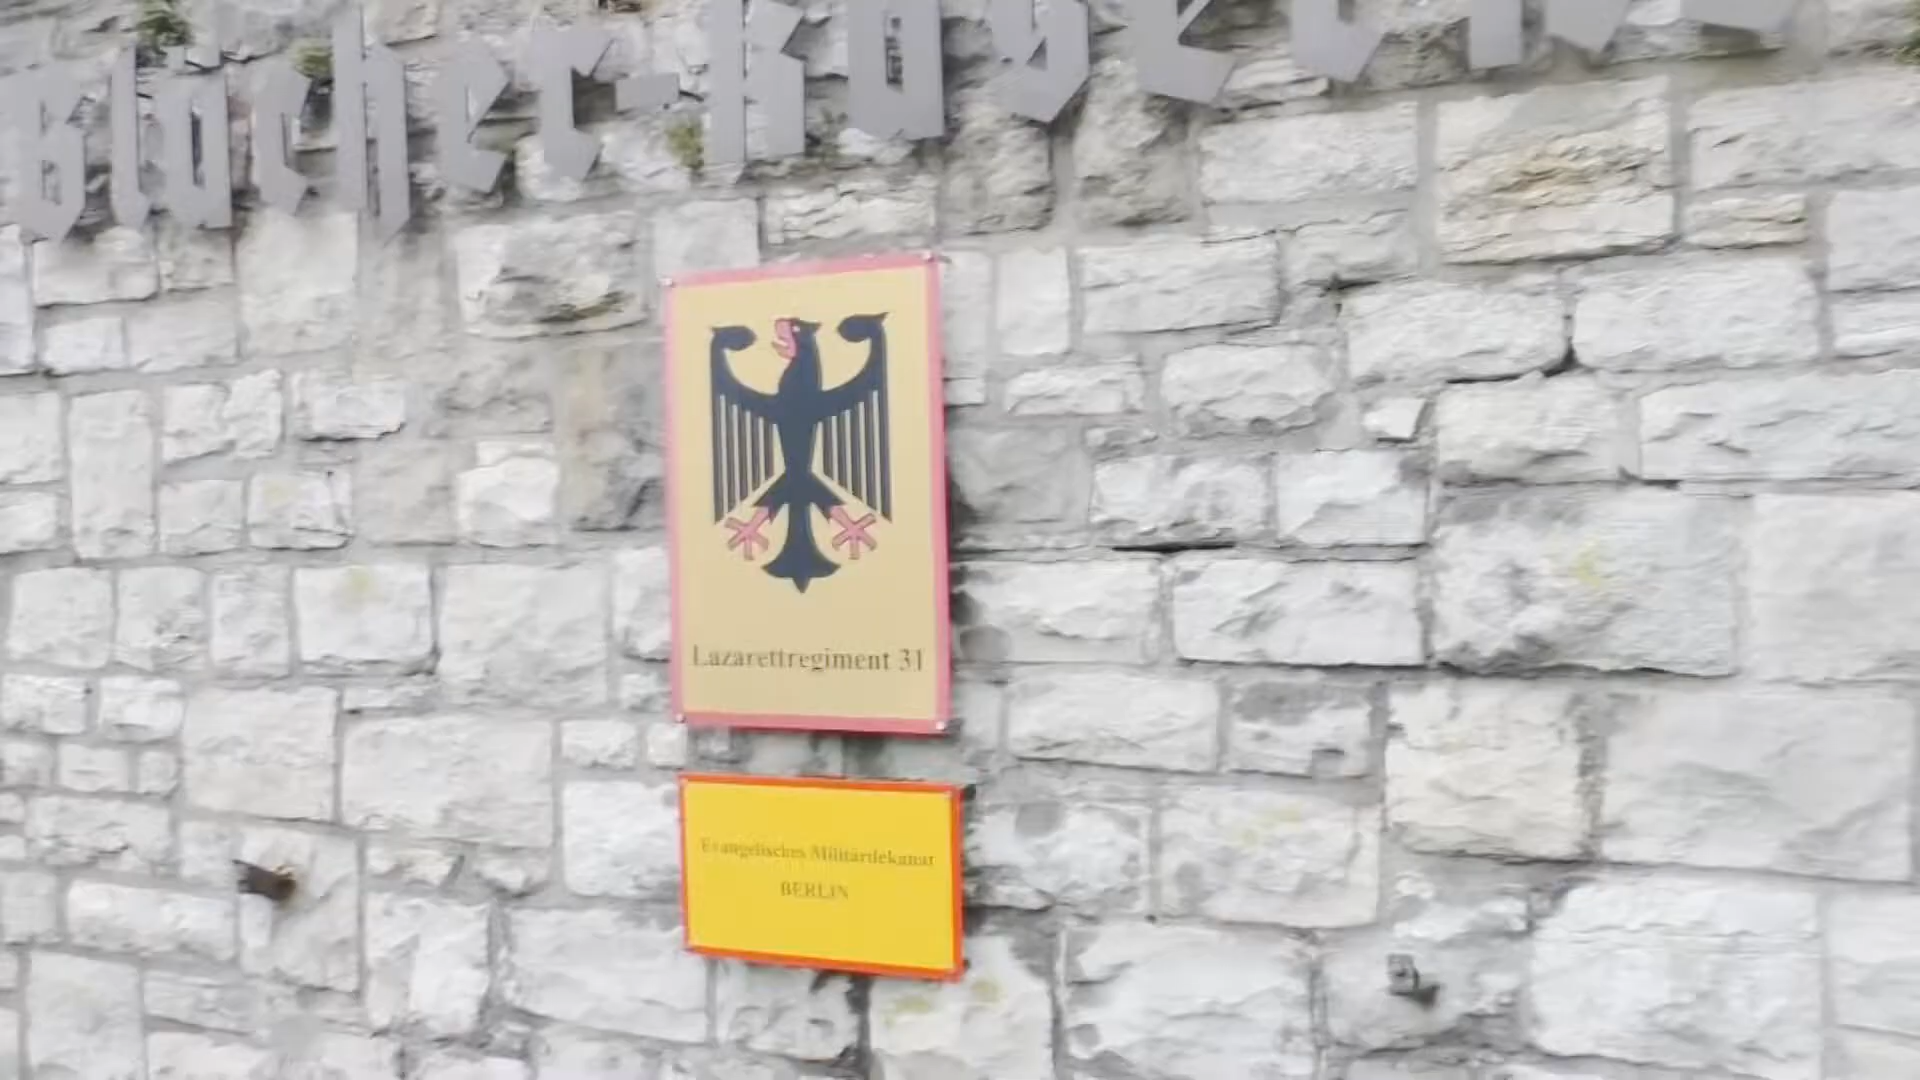 Blücher-Kaserne
Lazarettregiment 31
Evangelisches Militärdekanat
BERLIN